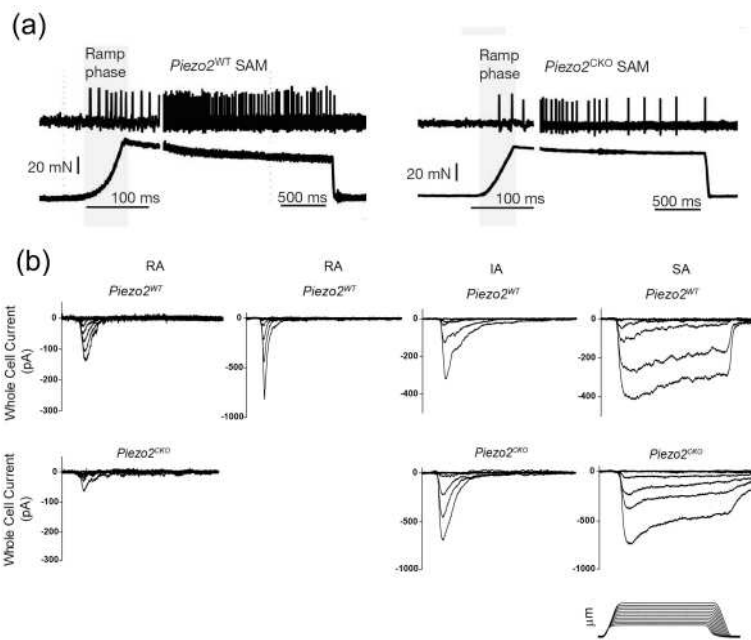 (a)
Ramp
phase
Piezo2WT SAM
20 mN
100 ms
500 ms
Ramp
phase
Piezo2CKO SAM
20 mN
100 ms
500 ms
(b)
RA
RA
IA
SA
Piezo2WT
Piezo2WT
Piezo2WT
Piezo2WT
Whole Cell Current
(pA)
0
-100
-200
-300
0
-500
-1000
0
-200
-400
0
-200
-400
Piezo2CKO
Piezo2CKO
Piezo2CKO
Whole Cell Current
(pA)
0
-100
-200
-300
0
-500
-1000
0
-500
-1000
μm